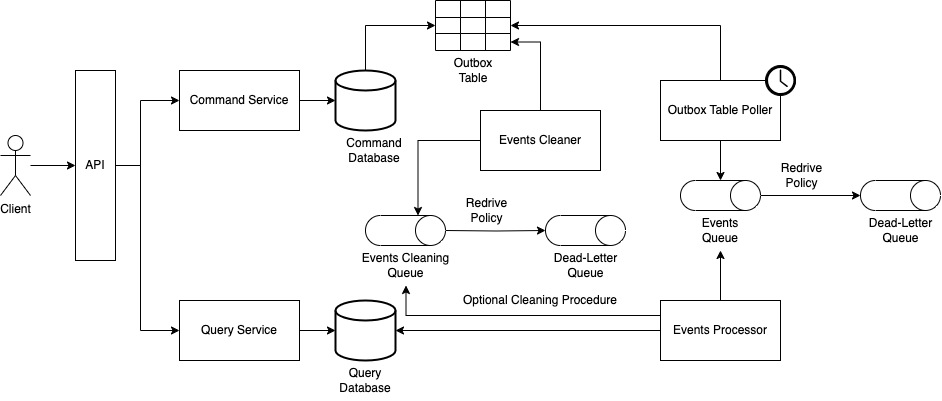 Outbox
Table
Command Service
Outbox Table Poller
Command
Database
Events Cleaner
API
Client
Redrive
Policy
Events
Queue
Dead-Letter
Queue
Redrive
Policy
Events Cleaning
Queue
Dead-Letter
Queue
Optional Cleaning Procedure
Query Service
Events Processor
Query
Database